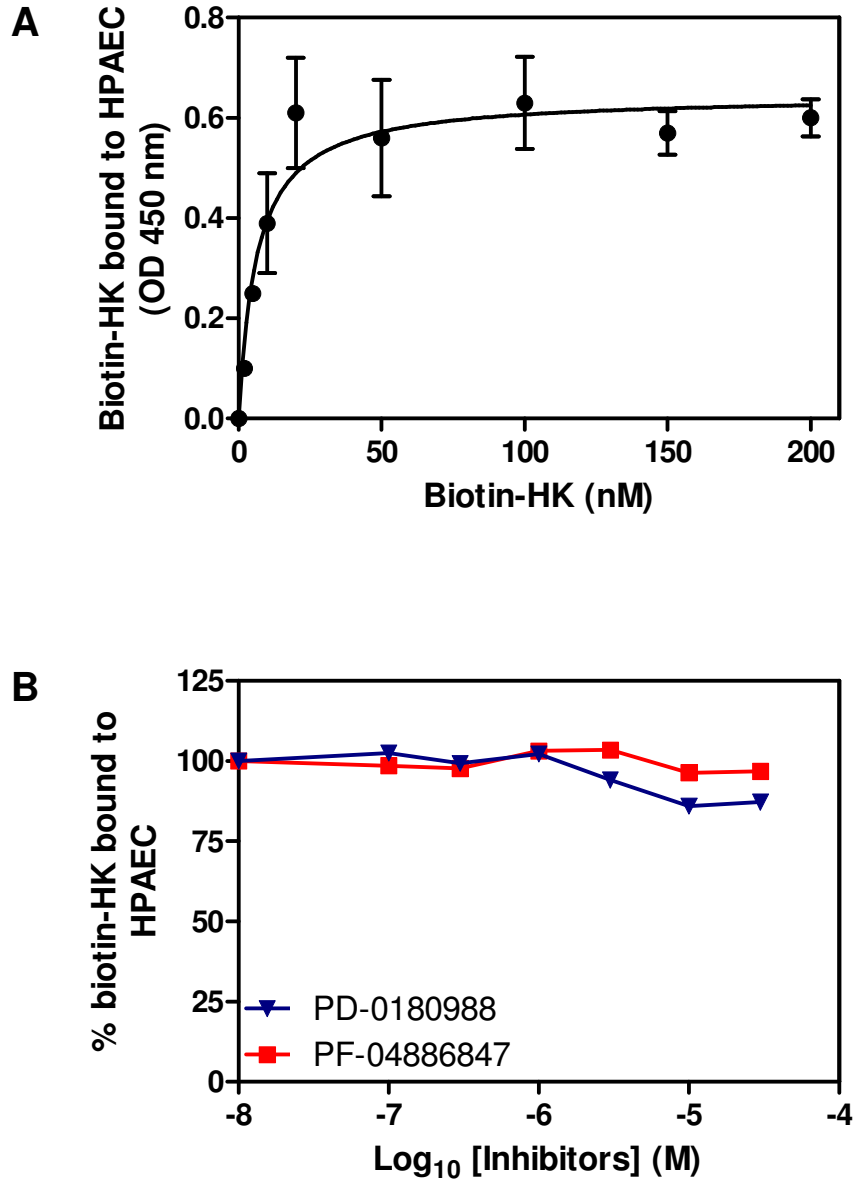 A
Biotin-HK bound to HPAEC
(OD 450 nm)
0.8
0.6
0.4
0.2
0.0
0 50 100 150 200
Biotin-HK (nM)
B
% biotin-HK bound to
HPAEC
125
100
75
50
25
0
PD-0180988
PF-04886847
-8 -7 -6 -5 -4
Log10 [Inhibitors] (M)